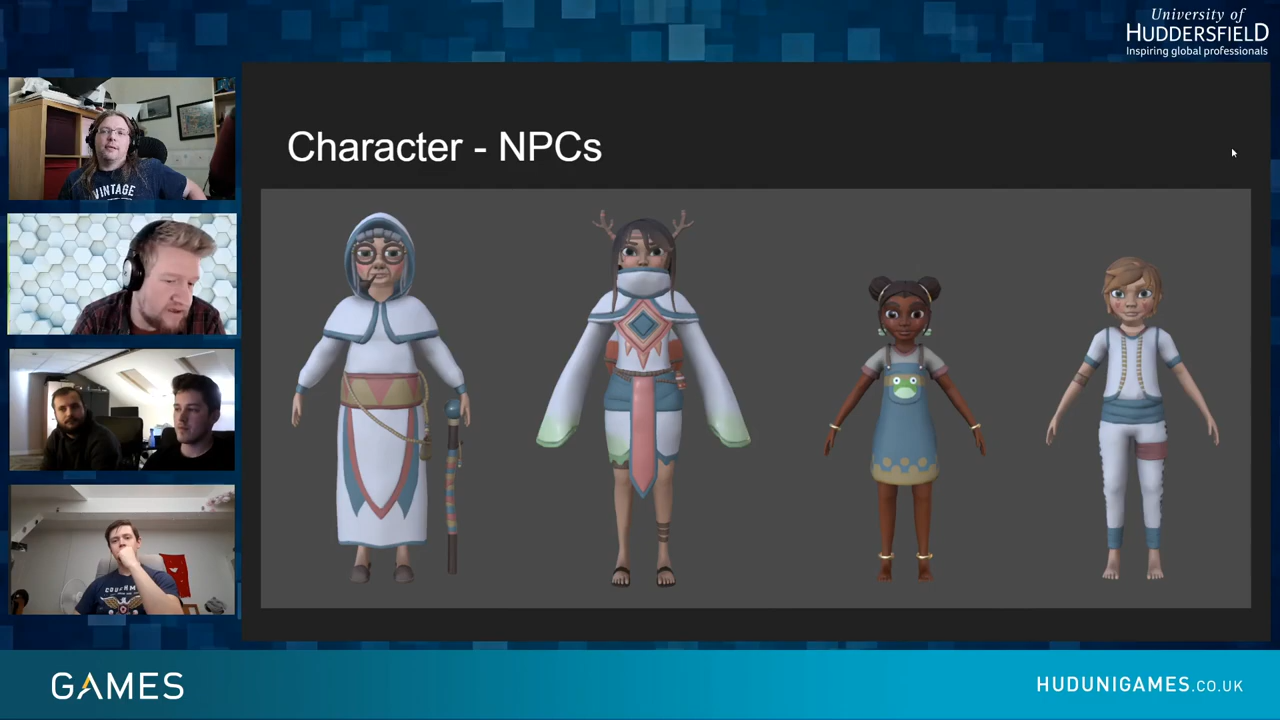 University of
HUDDERSFIELD
Inspiring global professionals
Character - NPCs
VINTAGE
GAMES
HUDUNIGAMES.CO.UK